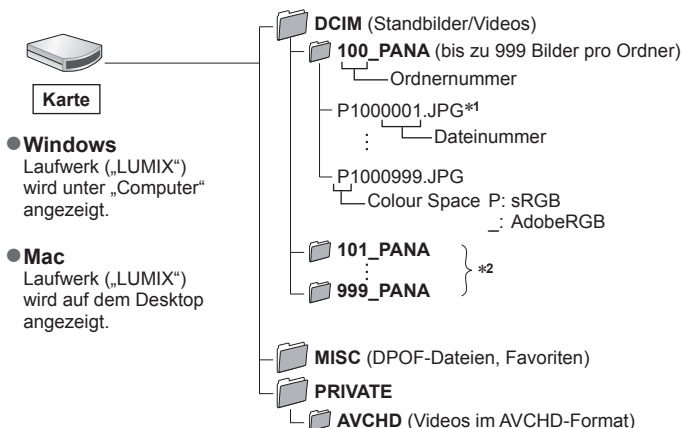 DCIM (Standbilder/Videos)
100_PANA (bis zu 999 Bilder pro Ordner)
Ordnernummer
Karte
P1000001.JPG*1
Dateinummer
●Windows
Laufwerk („LUMIX“)
wird unter „Computer“
angezeigt.
P1000999.JPG
Colour Space P: sRGB
_: AdobeRGB
●Mac
Laufwerk („LUMIX“)
wird auf dem Desktop
angezeigt.
101_PANA
*2
999_PANA
MISC (DPOF-Dateien, Favoriten)
PRIVATE
AVCHD (Videos im AVCHD-Format)